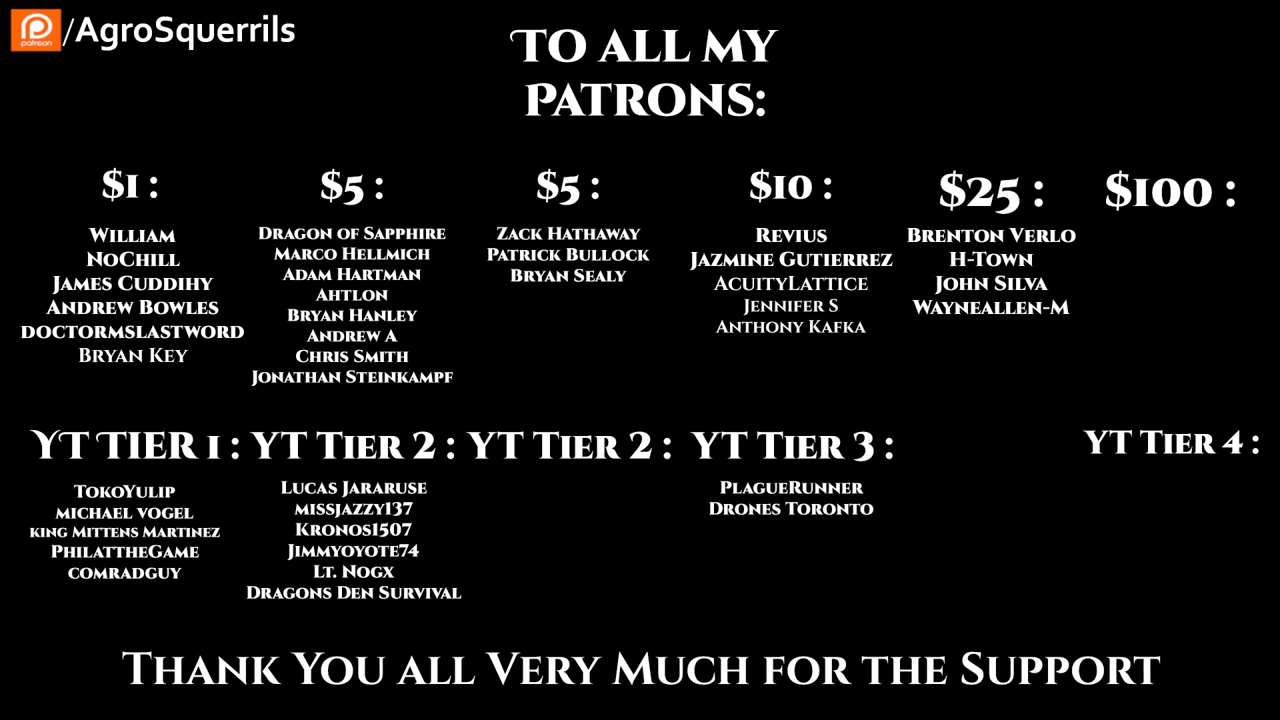 patreon
/AgroSquerrils
To all my
Patrons:
$1 :
William
NoChill
James Cuddihy
Andrew Bowles
doctormslastword
Bryan Key
$5 :
Dragon of Sapphire
Marco Hellmich
Adam Hartman
Ahtlon
Bryan Hanley
Andrew A
Chris Smith
Jonathan Steinkampf
$5 :
Zack Hathaway
Patrick Bullock
Bryan Sealy
$10 :
Revius
Jazmine Gutierrez
AcuityLattice
Jennifer S
Anthony Kafka
$25 :
Brenton Verlo
H-Town
John Silva
Wayneallen-M
$100 :
YT Tier 1 :
TokoYulip
michael vogel
king Mittens Martinez
PhilattheGame
comradguy
YT Tier 2 :
Lucas Jararuse
missjazzy137
Kronos1507
Jimmyoyote74
Lt. Nogx
Dragons Den Survival
YT Tier 2 :
YT Tier 3 :
PlagueRunner
Drones Toronto
YT Tier 4 :
Thank You all Very Much for the Support